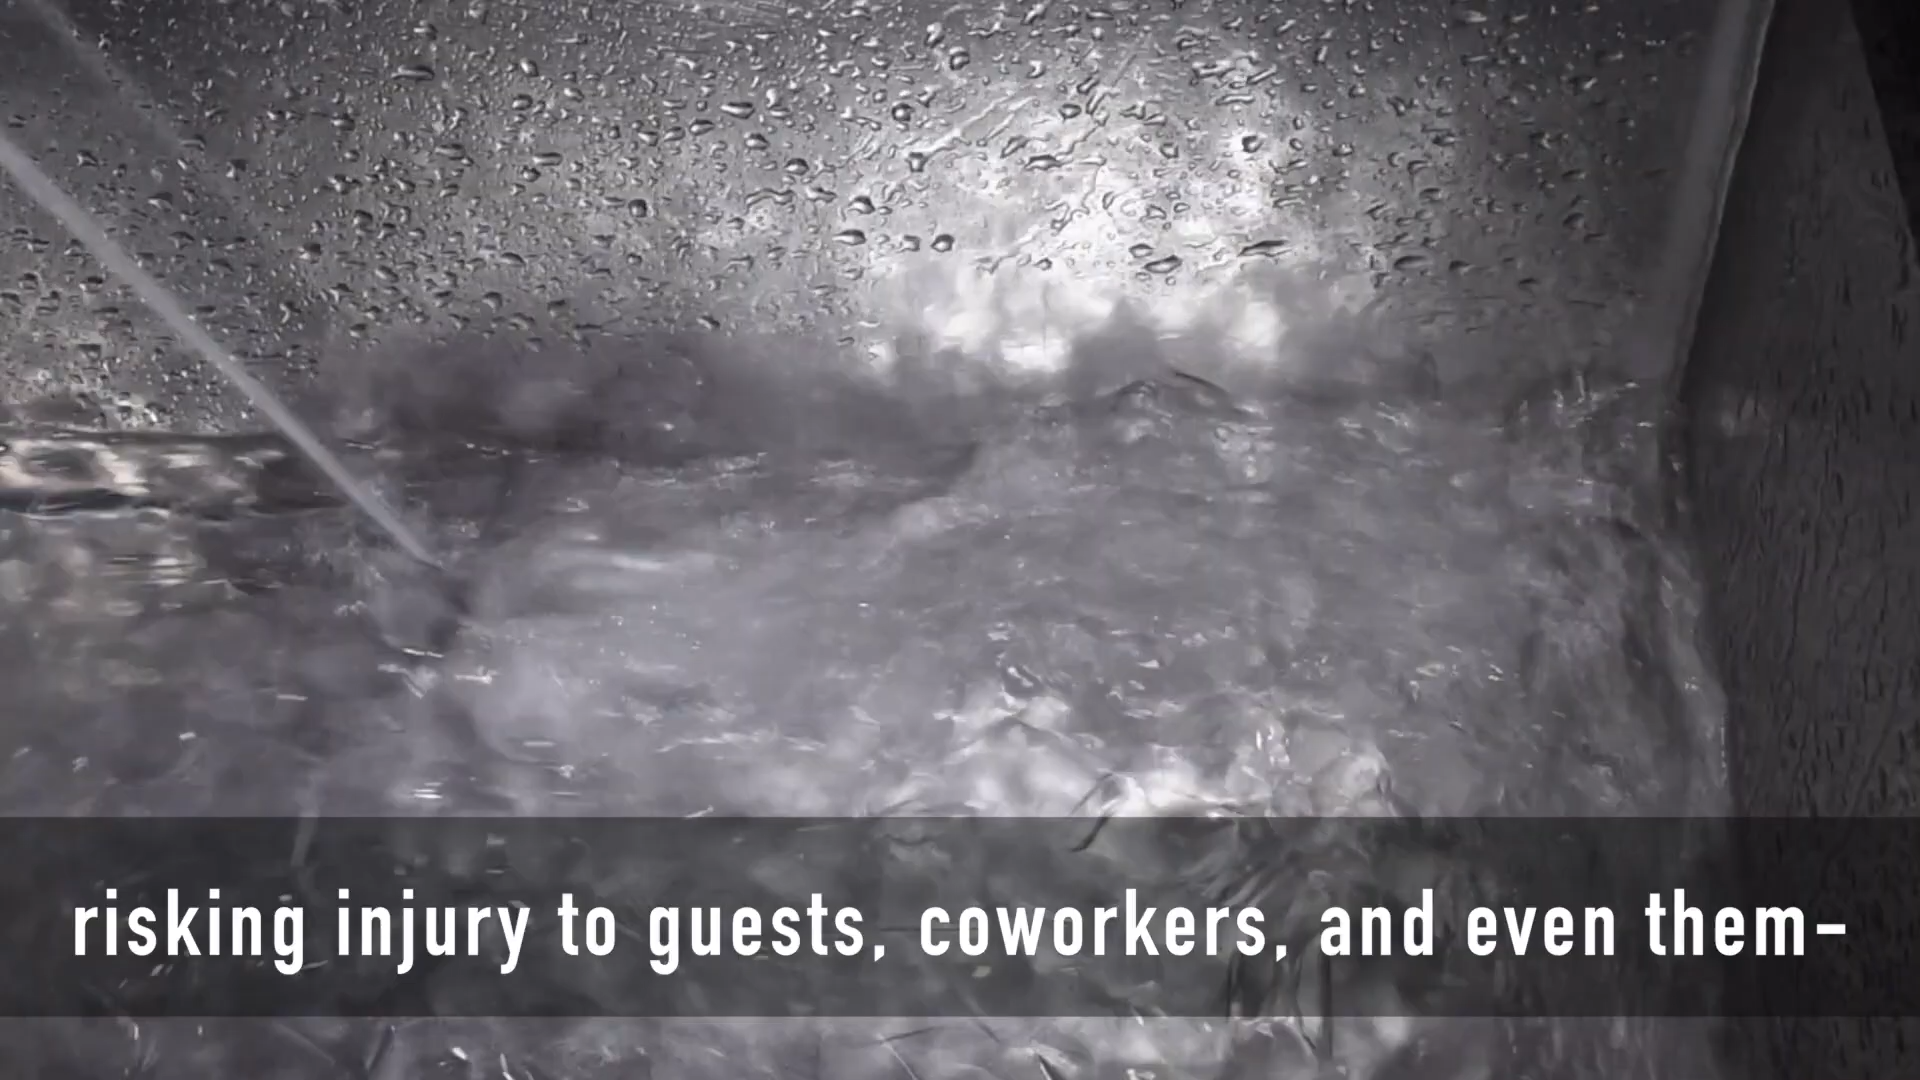 risking injury to guests, coworkers, and even them-